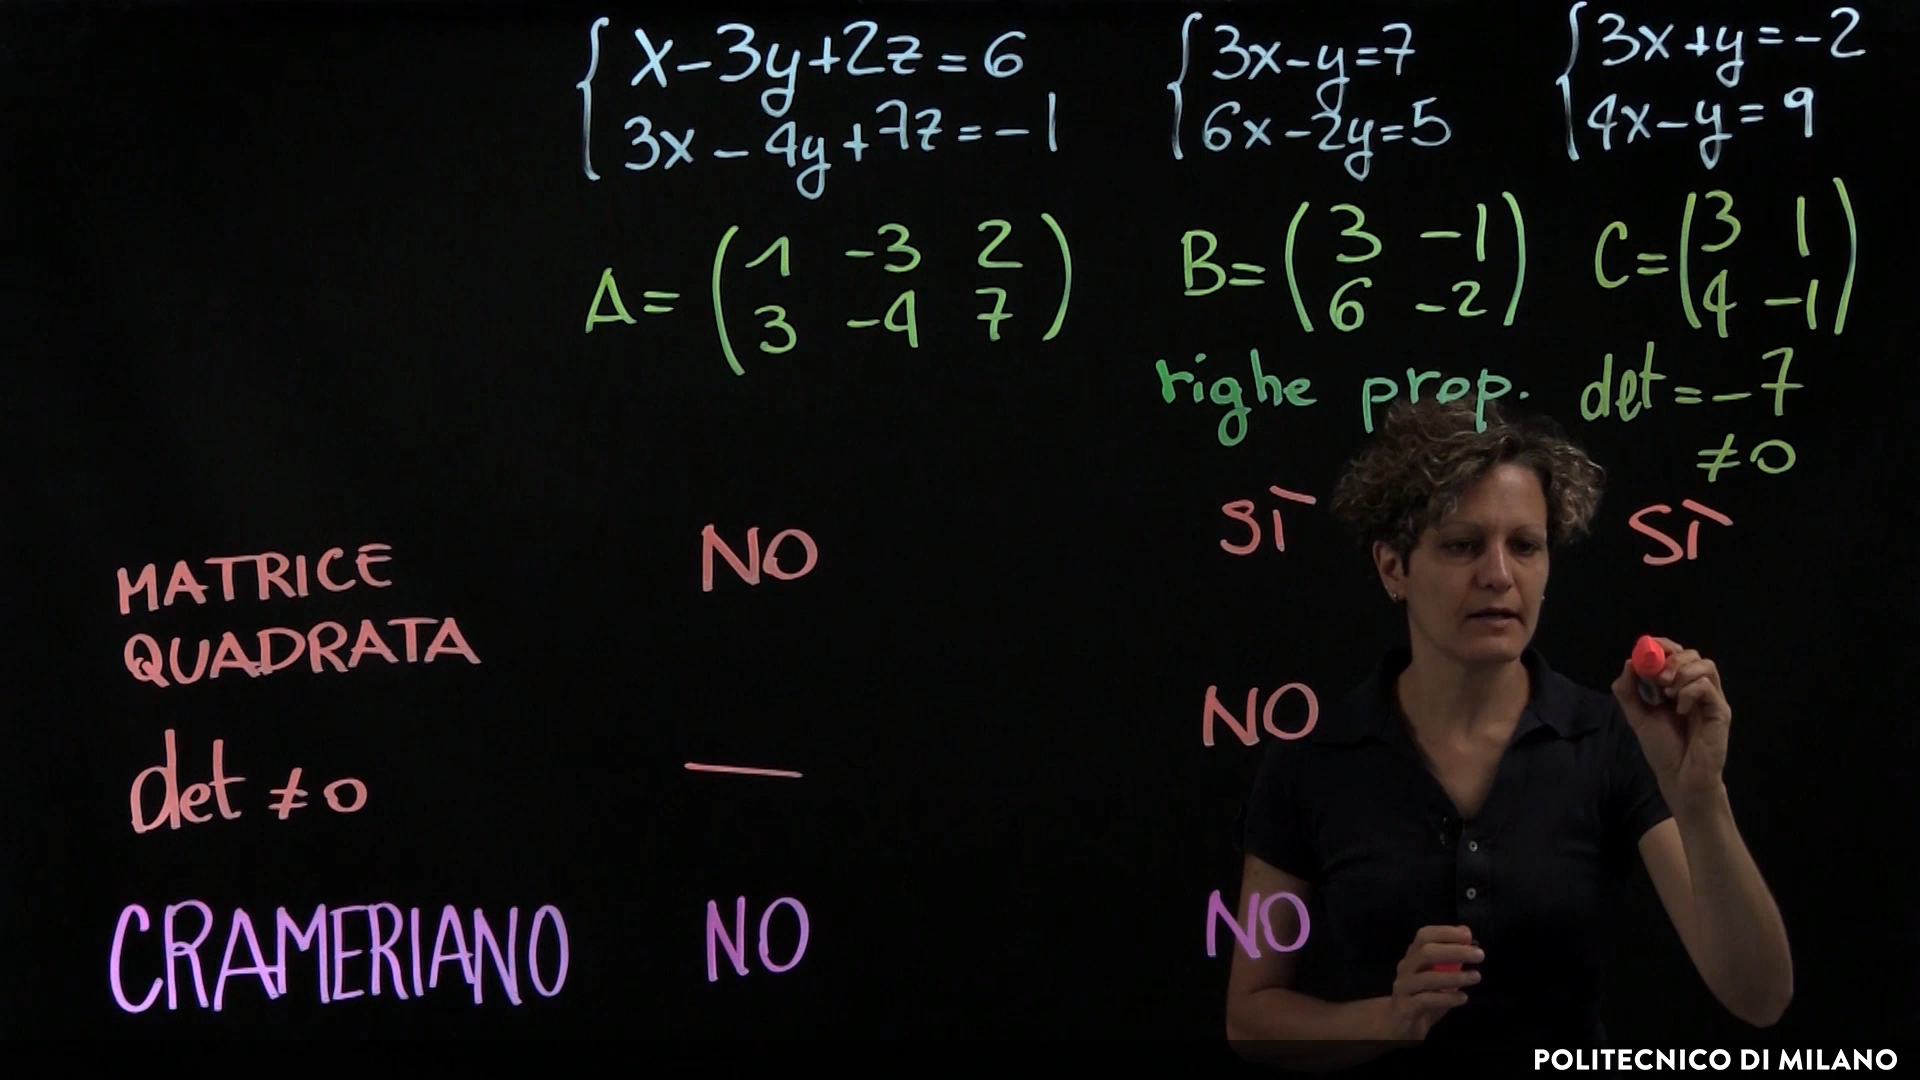 x-3y+2z=6
3x-4y+7z=-1
3x-y=7
6x-2y=5
3x+y=-2
4x-y=9
A= ( 1 -3 2
3 -4 7 )
B= ( 3 -1
6 -2 )
C= ( 3 1
4 -1 )
righe prop.
det=-7
≠0
MATRICE
QUADRATA
NO
SÌ
SÌ
det ≠0
—
NO
CRAMERIANO
NO
NO
POLITECNICO DI MILANO